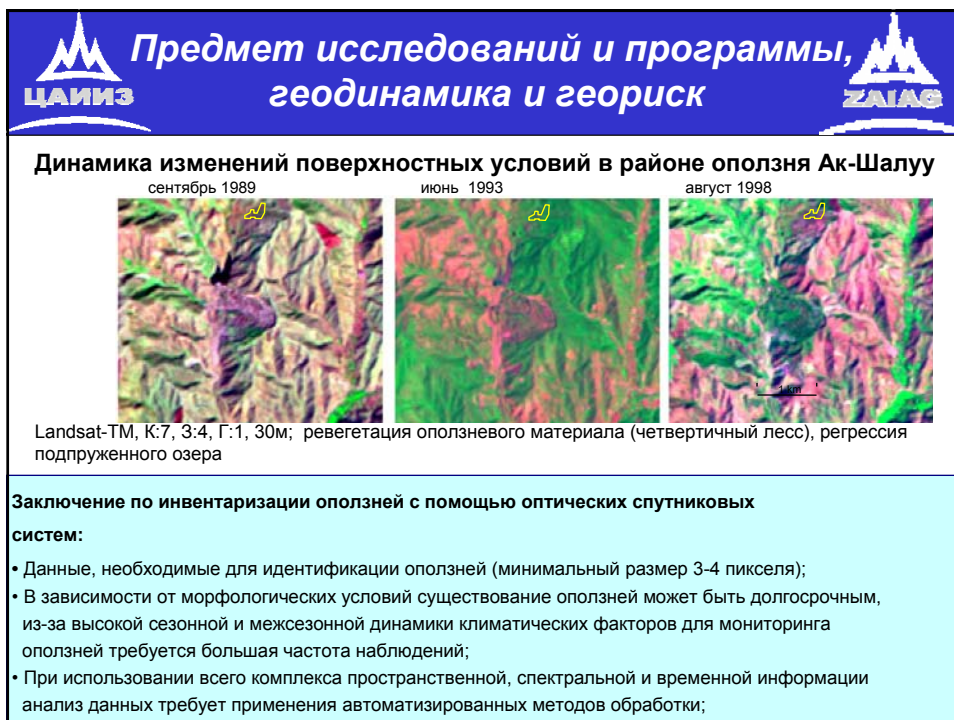 Предмет исследований и программы,
геодинамика и георииск
ЦАИИЗ
ZAIAG
Динамика изменений поверхностных условий в районе оползня Ак-Шалуу
сентябрь 1989
июнь 1993
август 1998
1 km
Landsat-TM, К:7, З:4, Г:1, 30м; ревегетация оползневого материала (четвертичный лесс), регрессия
подпруженного озера
Заключение по инвентаризации оползней с помощью оптических спутниковых
систем:
• Данные, необходимые для идентификации оползней (минимальный размер 3-4 пикселя);
• В зависимости от морфологических условий существование оползней может быть долгосрочным,
из-за высокой сезонной и межсезонной динамики климатических факторов для мониторинга
оползней требуется большая частота наблюдений;
• При использовании всего комплекса пространственной, спектральной и временной информации
анализ данных требует применения автоматизированных методов обработки;